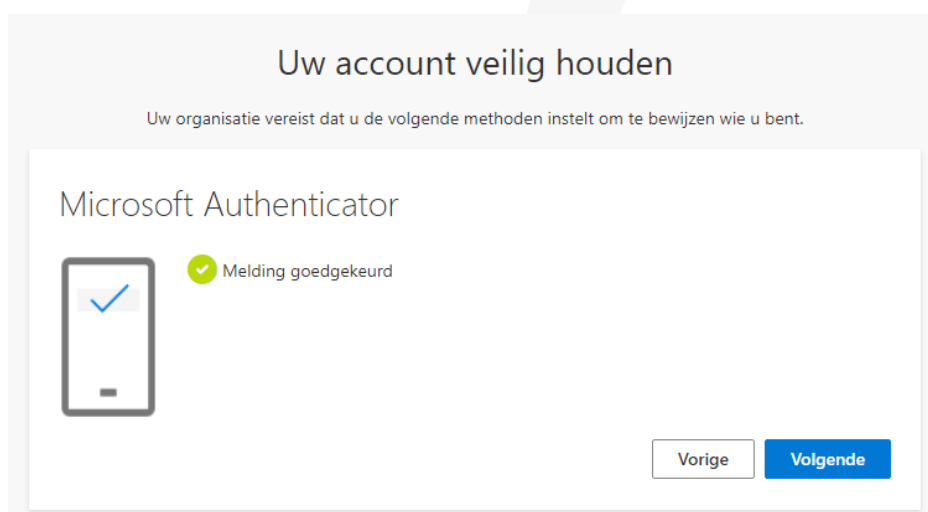 Uw account veilig houden
Uw organisatie vereist dat u de volgende methoden instelt om te bewijzen wie u bent.
Microsoft Authenticator
Melding goedgekeurd
Vorige
Volgende